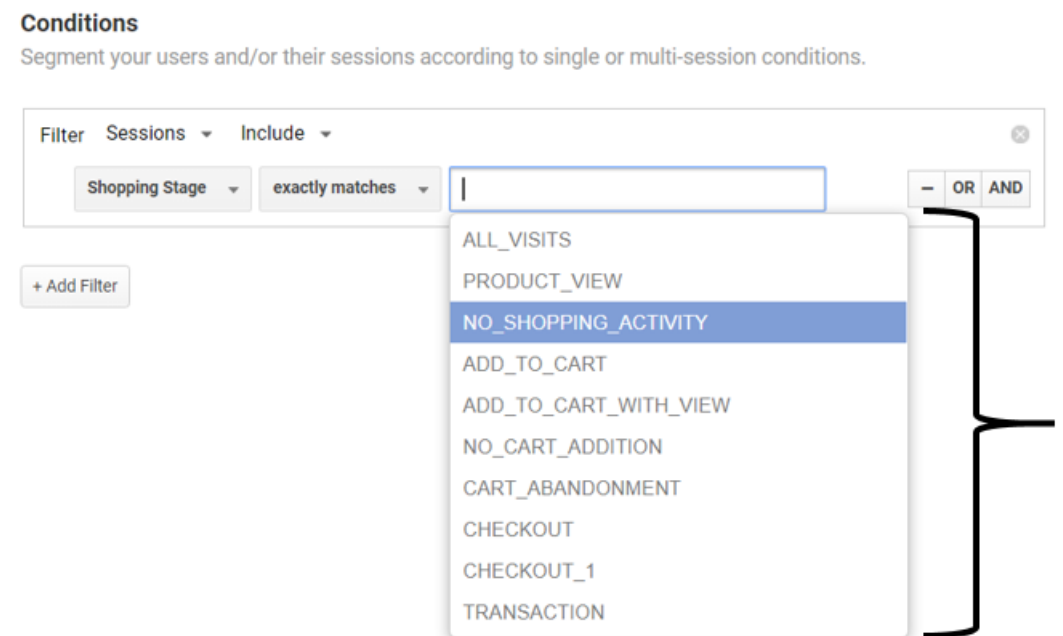 Conditions
Segment your users and/or their sessions according to single or multi-session conditions.
Filter Sessions Include
Shopping Stage exactly matches – OR AND
ALL_VISITS
PRODUCT_VIEW
NO_SHOPPING_ACTIVITY
ADD_TO_CART
ADD_TO_CART_WITH_VIEW
NO_CART_ADDITION
CART_ABANDONMENT
CHECKOUT
CHECKOUT_1
TRANSACTION
+ Add Filter